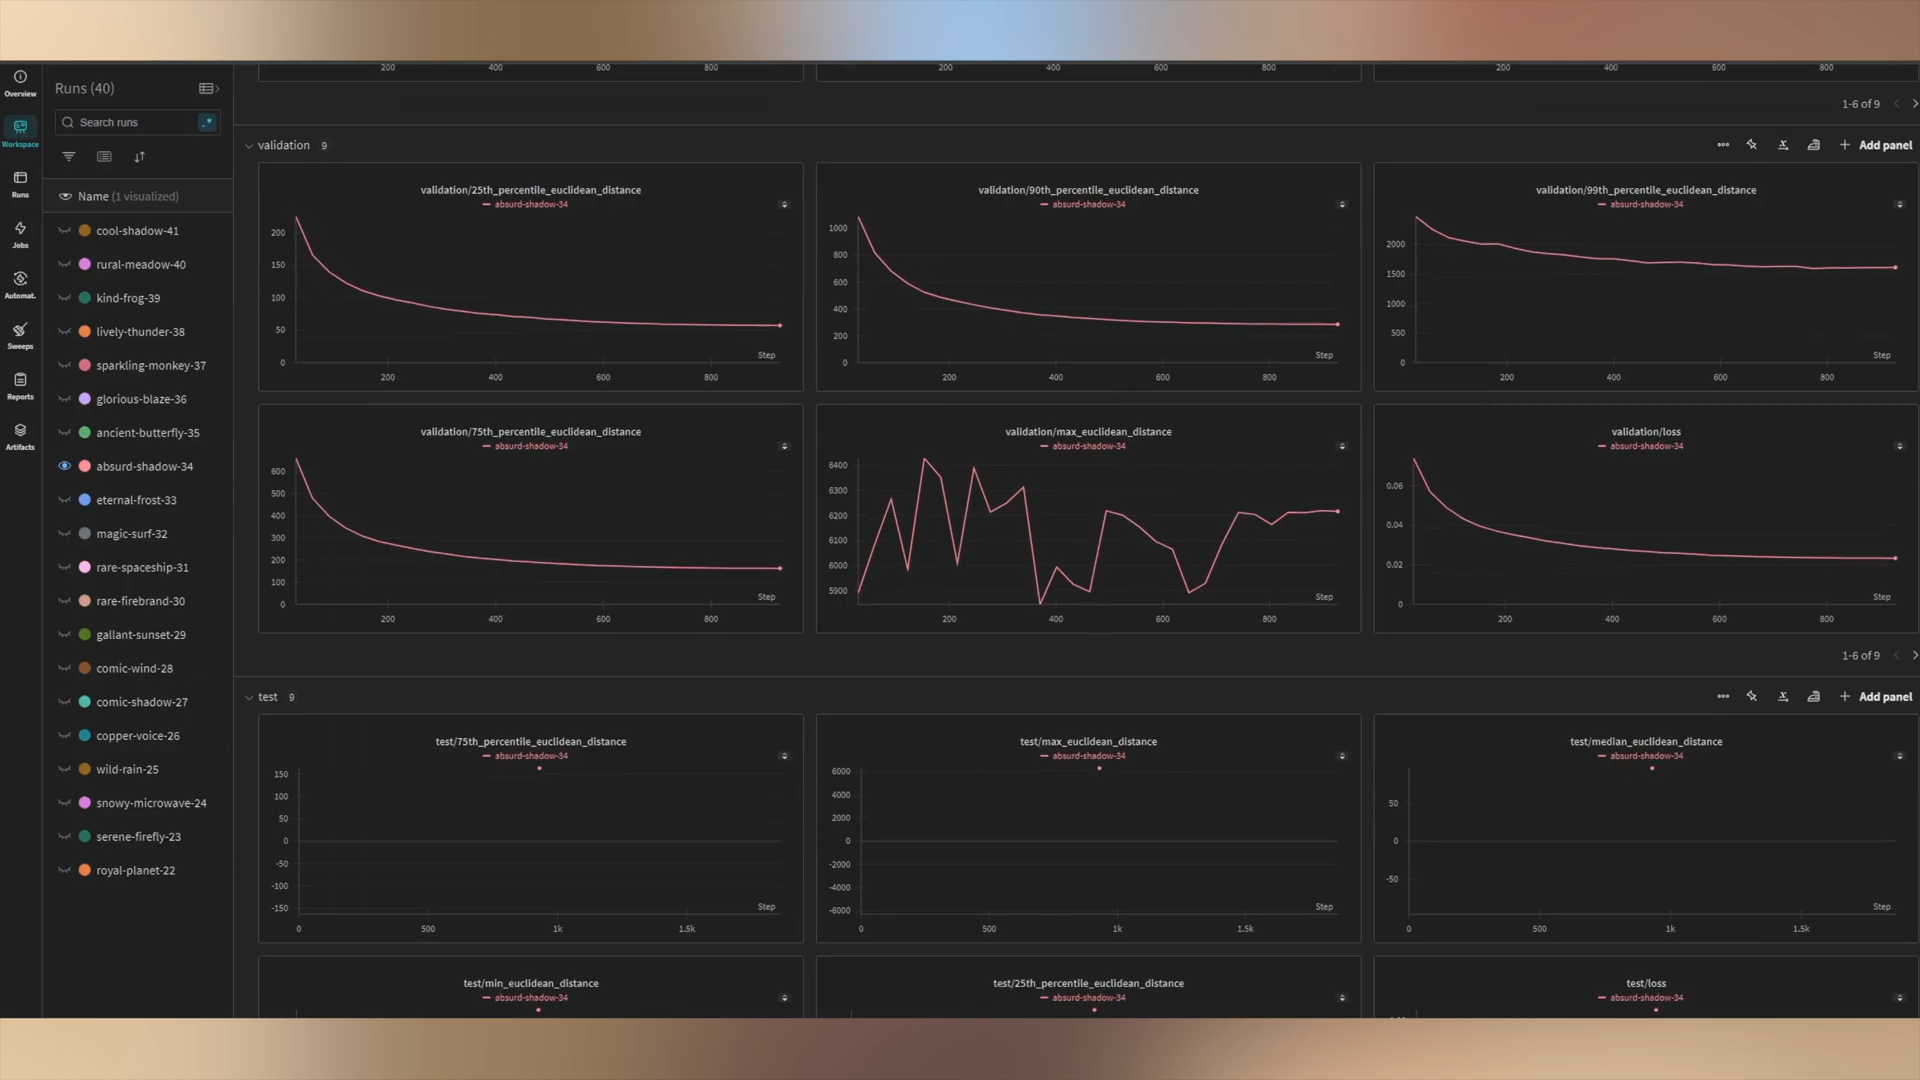 200 400 600 800
200 400 600 800
200 400 600 800
1-6 of 9
Overview
Workspace
Runs
Jobs
Automat.
Sweeps
Reports
Artifacts
Runs (40)
Search runs
.*
Name (1 visualized)
cool-shadow-41
rural-meadow-40
kind-frog-39
lively-thunder-38
sparkling-monkey-37
glorious-blaze-36
ancient-butterfly-35
absurd-shadow-34
eternal-frost-33
magic-surf-32
rare-spaceship-31
rare-firebrand-30
gallant-sunset-29
comic-wind-28
comic-shadow-27
copper-voice-26
wild-rain-25
snowy-microwave-24
serene-firefly-23
royal-planet-22
validation 9
Add panel
validation/25th_percentile_euclidean_distance
absurd-shadow-34
200
150
100
50
0
Step
200 400 600 800
validation/90th_percentile_euclidean_distance
absurd-shadow-34
1000
800
600
400
200
0
Step
200 400 600 800
validation/99th_percentile_euclidean_distance
absurd-shadow-34
2000
1500
1000
500
0
Step
200 400 600 800
validation/75th_percentile_euclidean_distance
absurd-shadow-34
600
500
400
300
200
100
0
Step
200 400 600 800
validation/max_euclidean_distance
absurd-shadow-34
6400
6300
6200
6100
6000
5900
Step
200 400 600 800
validation/loss
absurd-shadow-34
0.06
0.04
0.02
0
Step
200 400 600 800
1-6 of 9
test 9
Add panel
test/75th_percentile_euclidean_distance
absurd-shadow-34
150
100
50
0
-50
-100
-150
Step
0 500 1k 1.5k
test/max_euclidean_distance
absurd-shadow-34
6000
4000
2000
0
-2000
-4000
-6000
Step
0 500 1k 1.5k
test/median_euclidean_distance
absurd-shadow-34
50
0
-50
Step
0 500 1k 1.5k
test/min_euclidean_distance
absurd-shadow-34
test/25th_percentile_euclidean_distance
absurd-shadow-34
test/loss
absurd-shadow-34